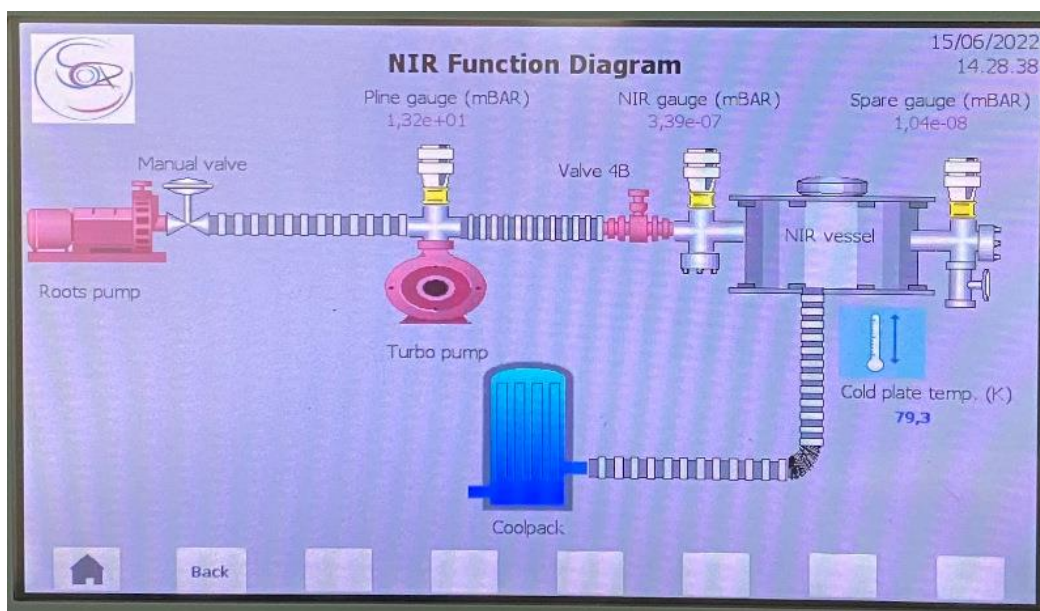 15/06/2022
NIR Function Diagram
14.28.38
Pline gauge (mBAR)
NIR gauge (mBAR)
Spare gauge (mBAR)
1,32e+01
3,39e-07
1,04e-08
Manual valve
Valve 4B
NIR vessel
Roots pump
Turbo pump
Cold plate temp. (K)
79,3
Coolpack
Back